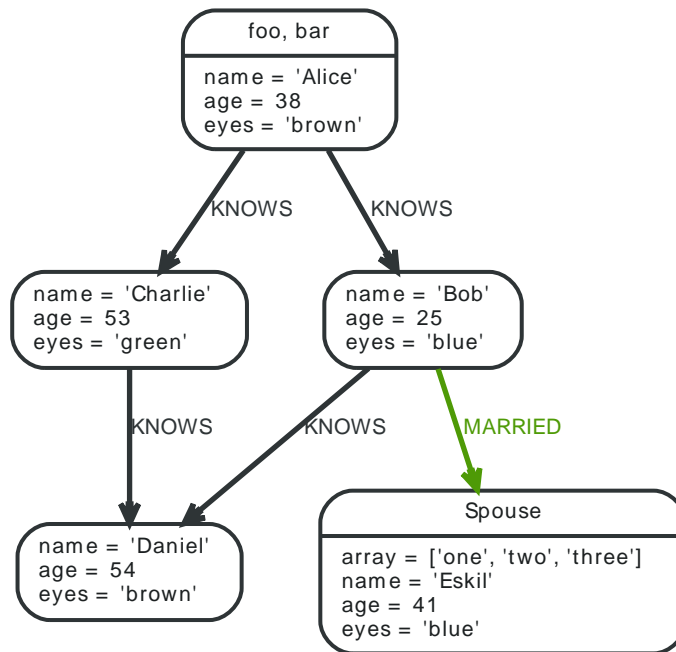 foo, bar
name = 'Alice'
age = 38
eyes = 'brown'
KNOWS
KNOWS
name = 'Charlie'
age = 53
eyes = 'green'
name = 'Bob'
age = 25
eyes = 'blue'
KNOWS
KNOWS
MARRIED
name = 'Daniel'
age = 54
eyes = 'brown'
Spouse
array = ['one', 'two', 'three']
name = 'Eskil'
age = 41
eyes = 'blue'